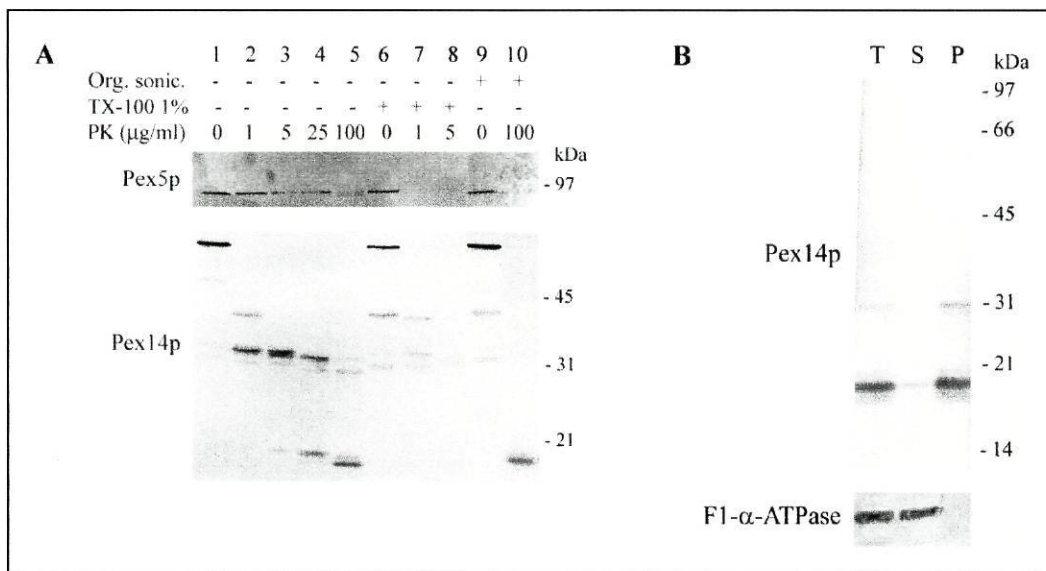 A
1 2 3 4 5 6 7 8 9 10
Org. sonic. - - - - - - - - + +
TX-100 1% - - - - - + + + - -
PK (μg/ml) 0 1 5 25 100 0 1 5 0 100
kDa
Pex5p
- 97
- 45
Pex14p
- 31
- 21
B
T S P
kDa
- 97
- 66
- 45
Pex14p
- 31
- 21
- 14
F1-α-ATPase